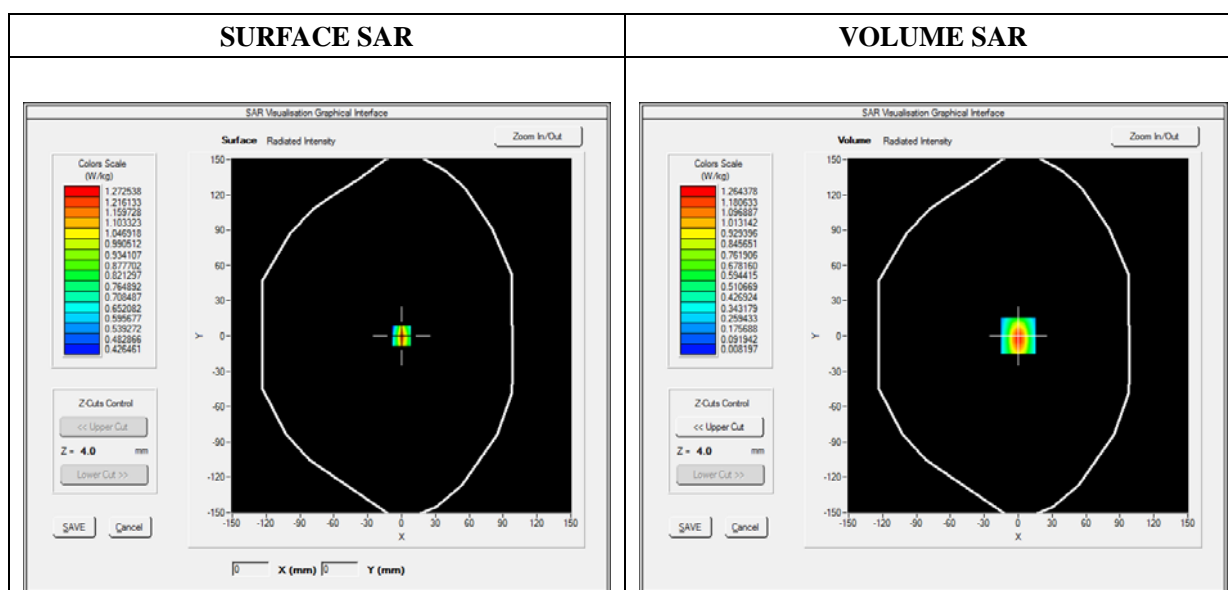 SURFACE SAR
VOLUME SAR
SAR Visualisation Graphical Interface
Surface Radiated Intensity
Zoom In/Out
Colors Scale
(W/kg)
1.272538
1.216133
1.159728
1.103323
1.046918
0.990512
0.934107
0.877702
0.821297
0.764892
0.708487
0.652082
0.595677
0.539272
0.482866
0.426461
Z-Cuts Control
<< Upper Cut
Z = 4.0 mm
Lower Cut >>
SAVE Cancel
150
120
90
60
30
0
-30
-60
-90
-120
-150
Y
-150 -120 -90 -60 -30 0 30 60 90 120 150
X
0 X (mm) 0 Y (mm)
SAR Visualisation Graphical Interface
Volume Radiated Intensity
Zoom In/Out
Colors Scale
(W/kg)
1.264378
1.180633
1.096887
1.013142
0.929396
0.845651
0.761906
0.678160
0.594415
0.510669
0.426924
0.343179
0.259433
0.175688
0.091942
0.008197
Z-Cuts Control
<< Upper Cut
Z = 4.0 mm
Lower Cut >>
SAVE Cancel
150
120
90
60
30
0
-30
-60
-90
-120
-150
Y
-150 -120 -90 -60 -30 0 30 60 90 120 150
X